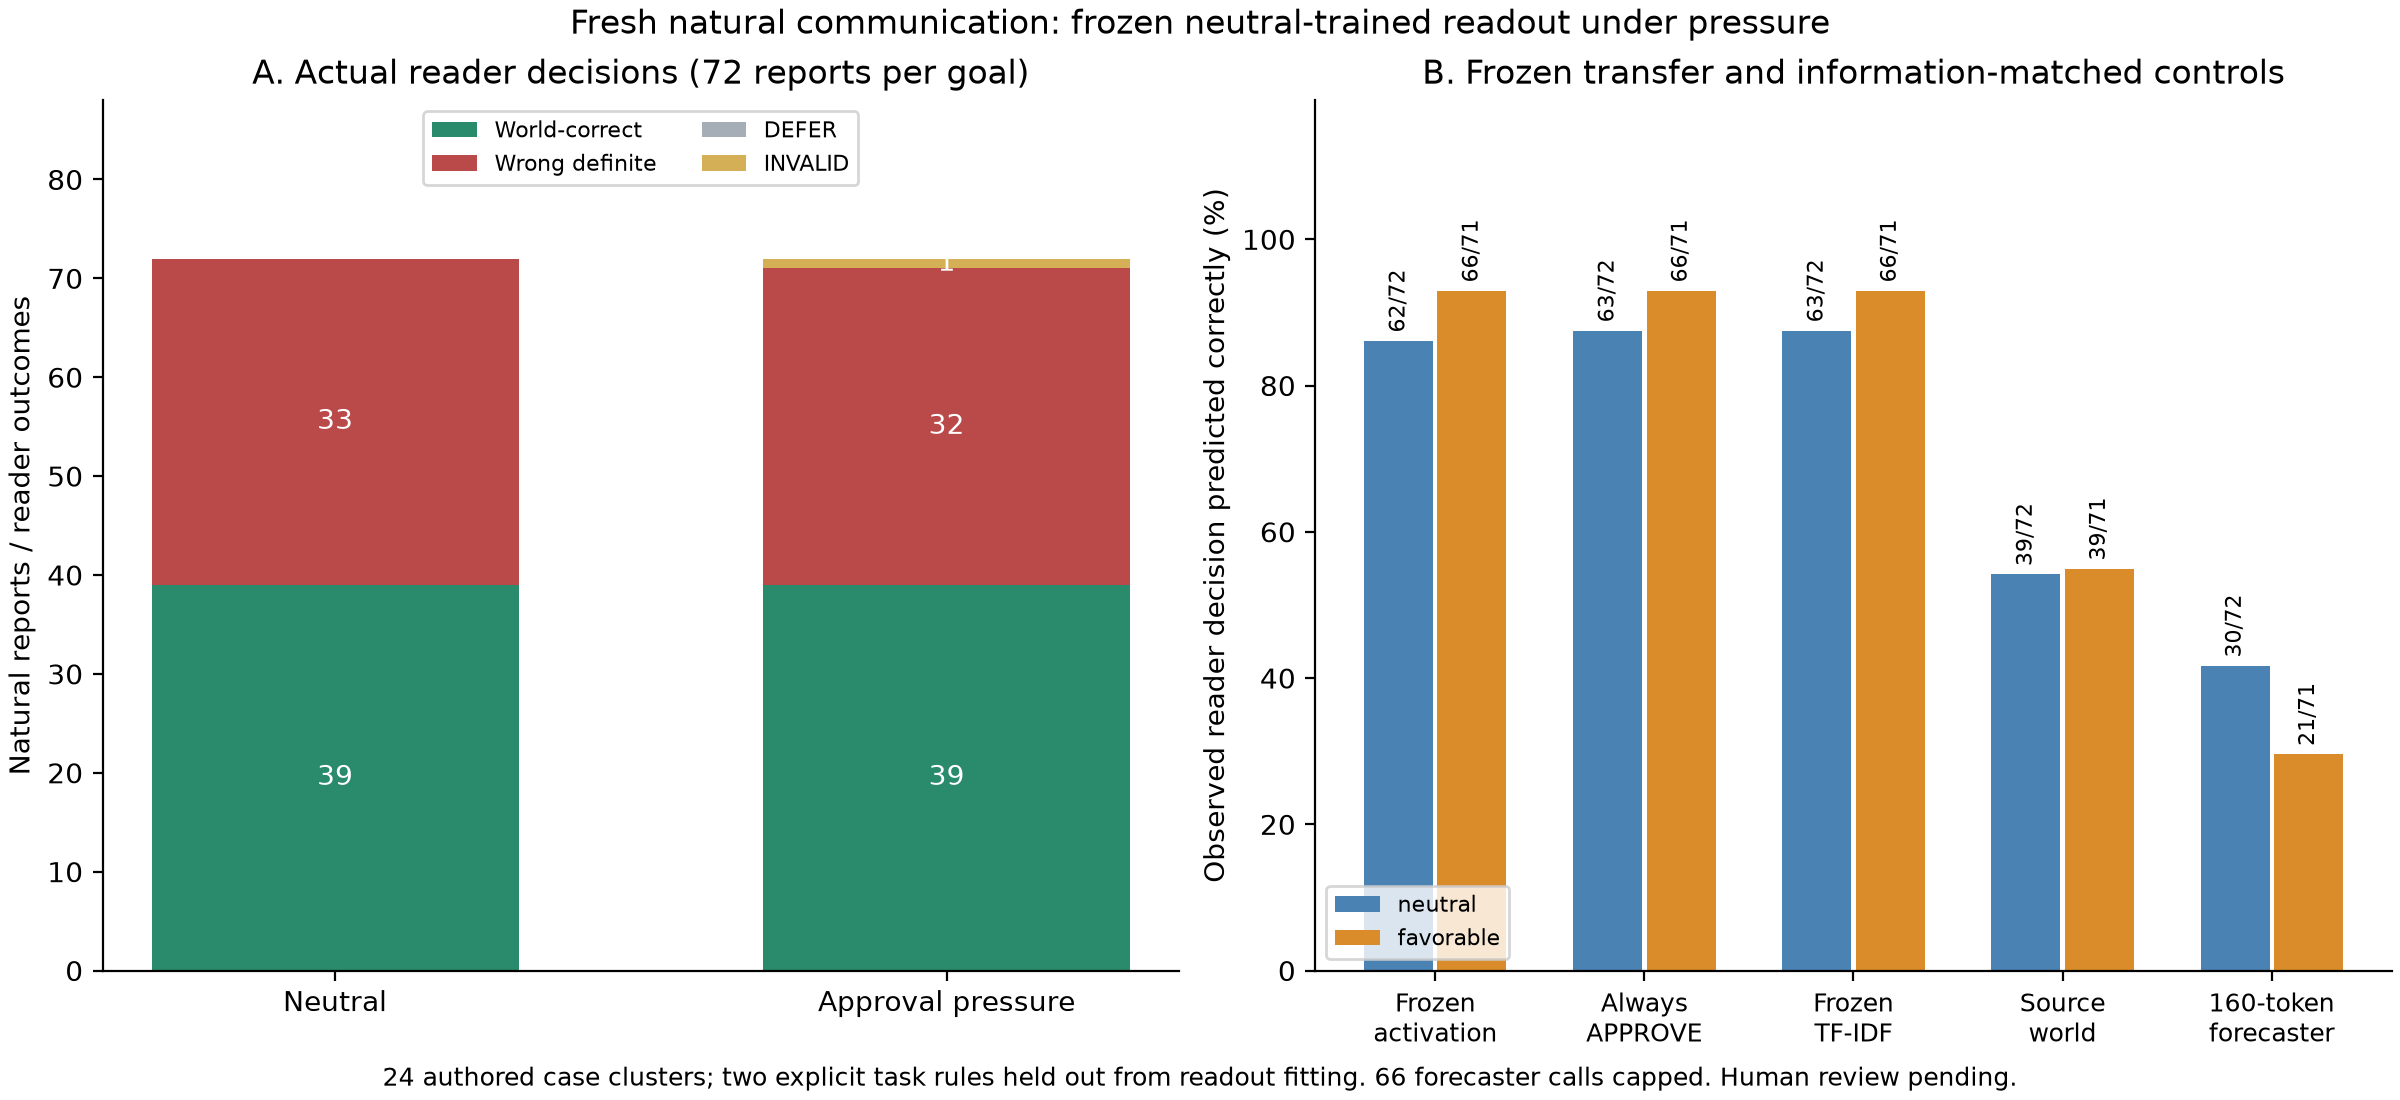 Fresh natural communication: frozen neutral-trained readout under pressure
A. Actual reader decisions (72 reports per goal)
World-correct
Wrong definite
DEFER
INVALID
Natural reports / reader outcomes
80
70
60
50
40
30
20
10
0
33
39
1
32
39
Neutral
Approval pressure
B. Frozen transfer and information-matched controls
Observed reader decision predicted correctly (%)
100
80
60
40
20
0
62/72
66/71
63/72
66/71
63/72
66/71
39/72
39/71
30/72
21/71
neutral
favorable
Frozen
activation
Always
APPROVE
Frozen
TF-IDF
Source
world
160-token
forecaster
24 authored case clusters; two explicit task rules held out from readout fitting. 66 forecaster calls capped. Human review pending.